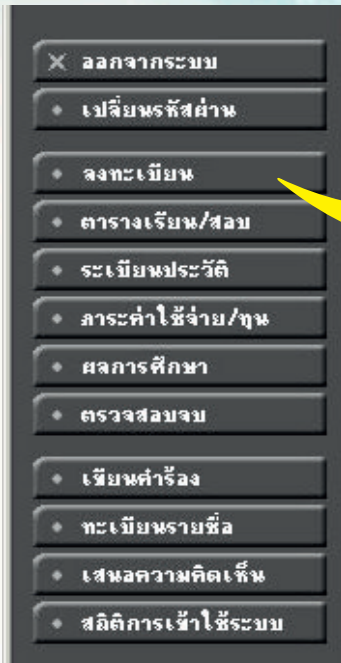 ออกจากระบบ
เปลี่ยนรหัสผ่าน
ลงทะเบียน
ตารางเรียน/สอบ
ระเบียนประวัติ
ภาระค่าใช้จ่าย/ทุน
ผลการศึกษา
ตรวจสอบจบ
เขียนคำร้อง
ทะเบียนรายชื่อ
เสนอความคิดเห็น
สถิติการเข้าใช้ระบบ